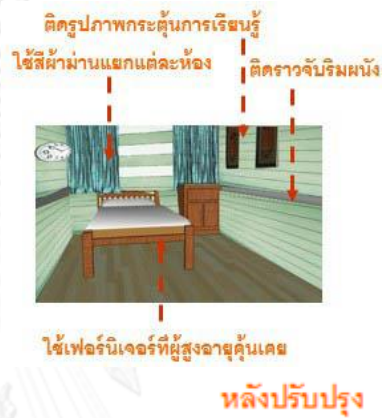 ติดรูปภาพกระตุ้นการเรียนรู้
ใช้สีผ้าม่านแยกแต่ละห้อง
ติดราวจับริมผนัง
ใช้เฟอร์นิเจอร์ที่ผู้สูงอายุคุ้นเคย
หลังปรับปรุง